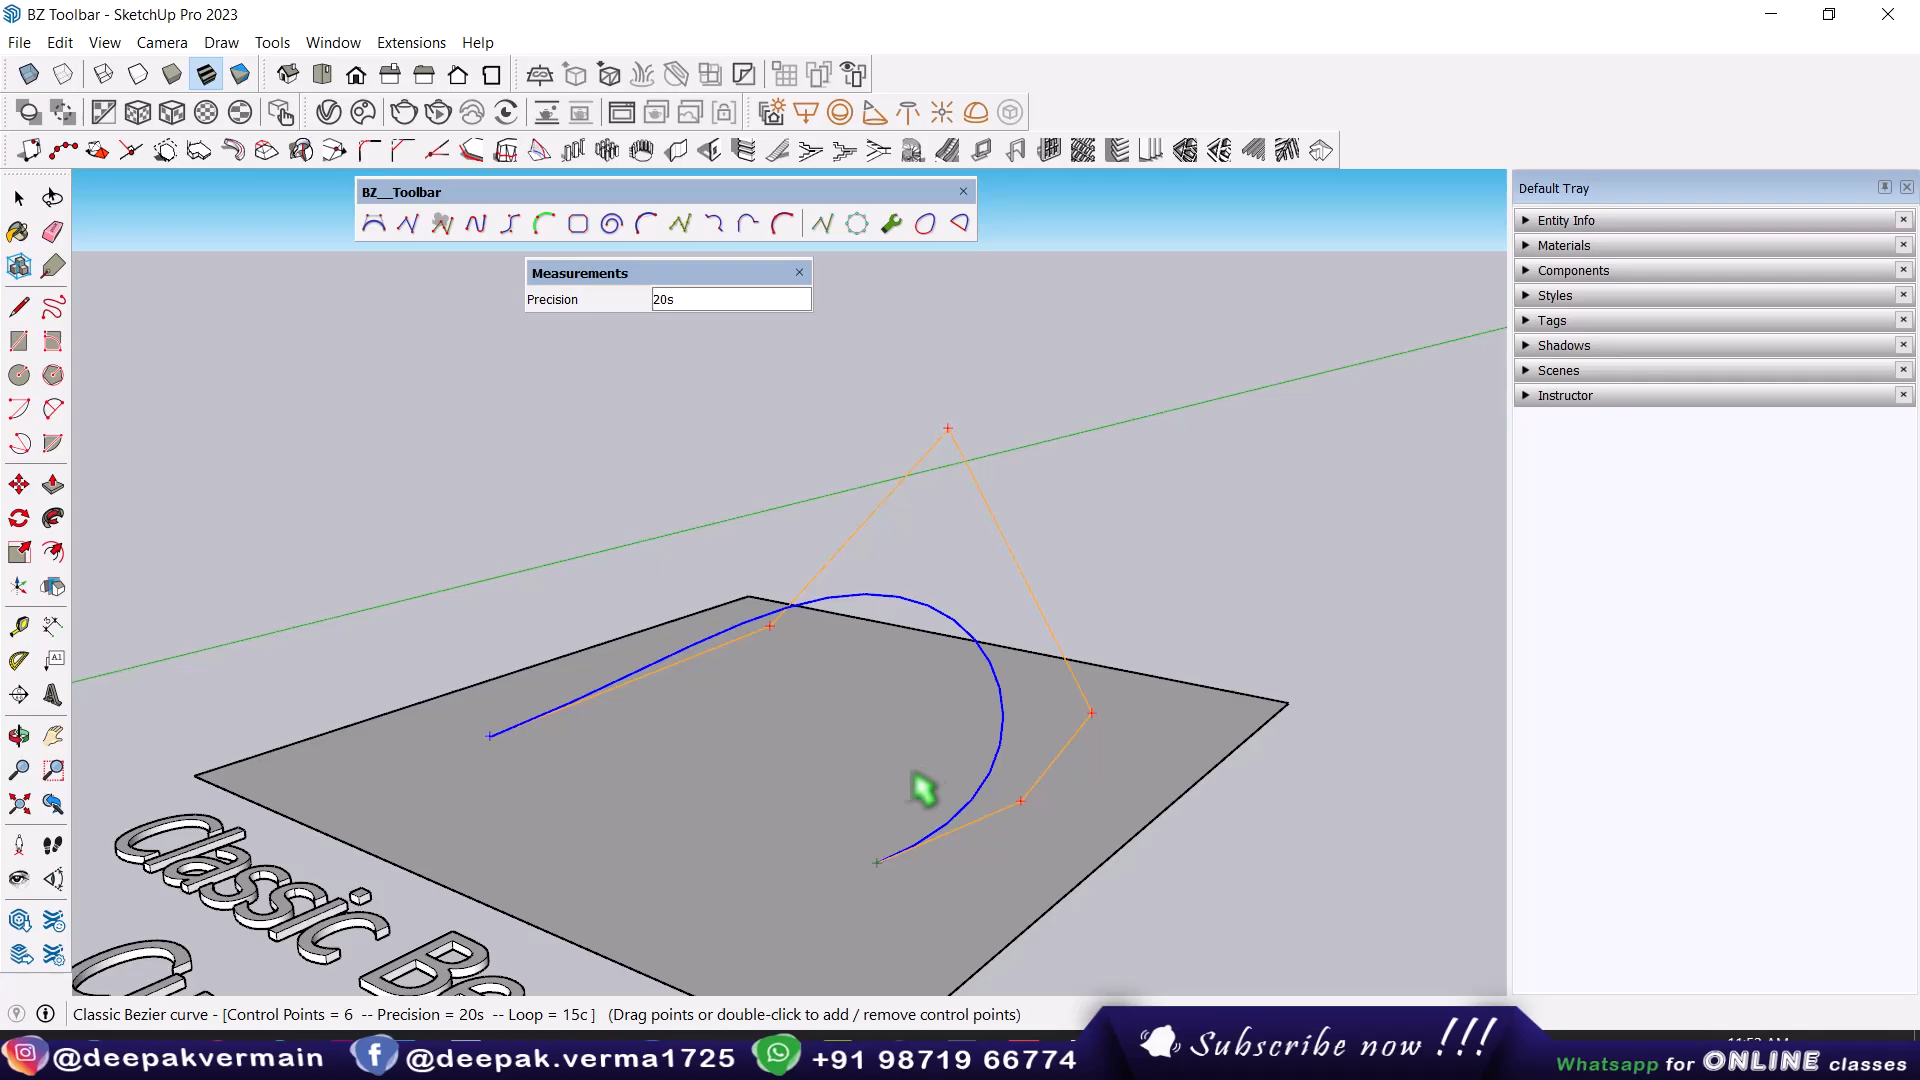 BZ Toolbar - SketchUp Pro 2023
File Edit View Camera Draw Tools Window Extensions Help
BZ__Toolbar
Measurements
Precision 20s
Default Tray
Entity Info
Materials
Components
Styles
Tags
Shadows
Scenes
Instructor
A1
Classic Be
Classic Bezier curve - [Control Points = 6 -- Precision = 20s -- Loop = 15c ] (Drag points or double-click to add / remove control points)
@deepakvermain @deepak.verma1725 +91 98719 66774
Subscribe now !!!
Whatsapp for ONLINE classes